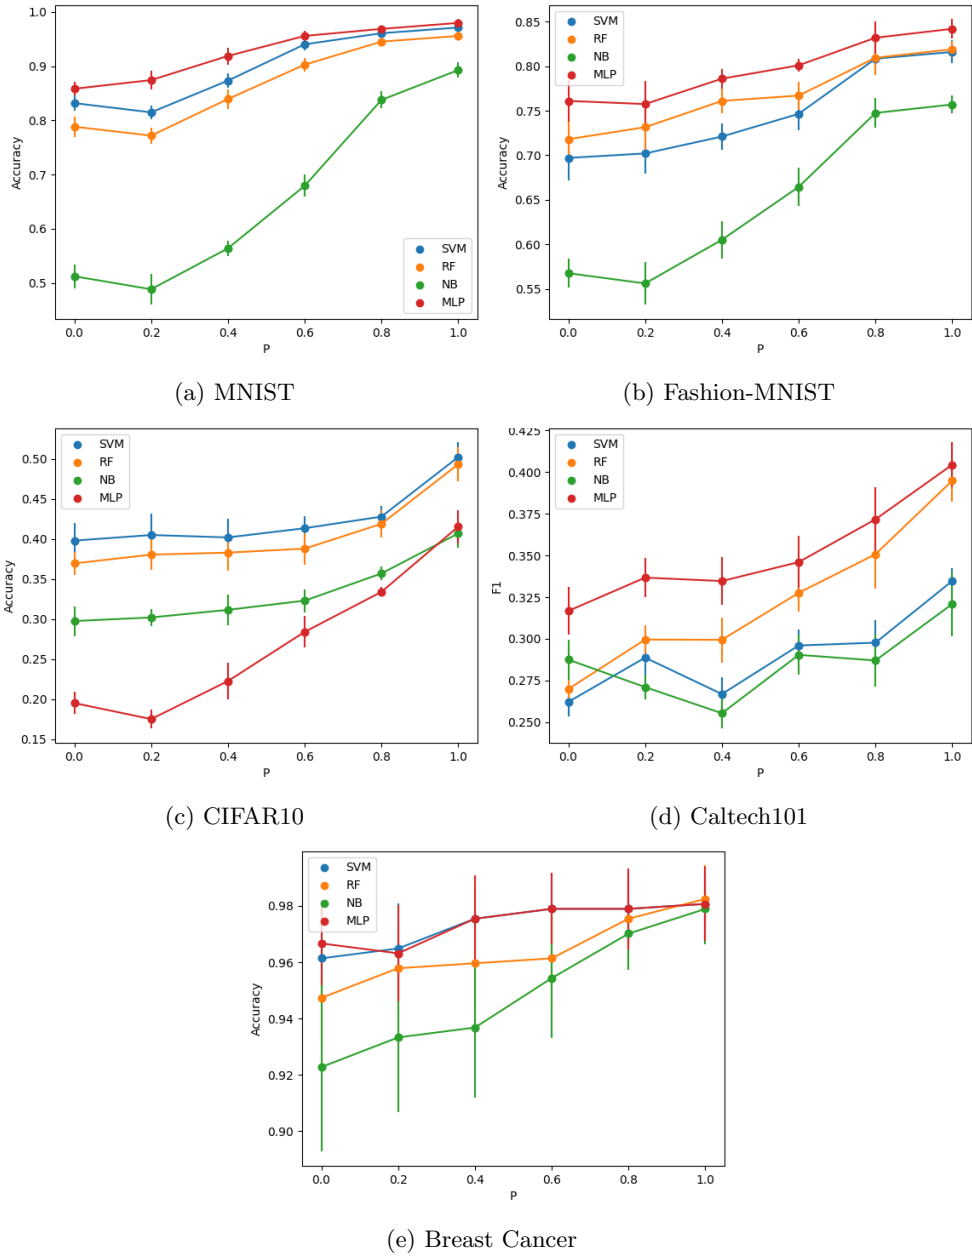 1.0
0.9
0.8
0.7
0.6
0.5
Accuracy
SVM
RF
NB
MLP
0.0 0.2 0.4 0.6 0.8 1.0
P
(a) MNIST
0.85
0.80
0.75
0.70
0.65
0.60
0.55
Accuracy
SVM
RF
NB
MLP
0.0 0.2 0.4 0.6 0.8 1.0
P
(b) Fashion-MNIST
0.50
0.45
0.40
0.35
0.30
0.25
0.20
0.15
Accuracy
SVM
RF
NB
MLP
0.0 0.2 0.4 0.6 0.8 1.0
P
(c) CIFAR10
0.425
0.400
0.375
0.350
0.325
0.300
0.275
0.250
F1
SVM
RF
NB
MLP
0.0 0.2 0.4 0.6 0.8 1.0
P
(d) Caltech101
0.98
0.96
0.94
0.92
0.90
Accuracy
SVM
RF
NB
MLP
0.0 0.2 0.4 0.6 0.8 1.0
P
(e) Breast Cancer